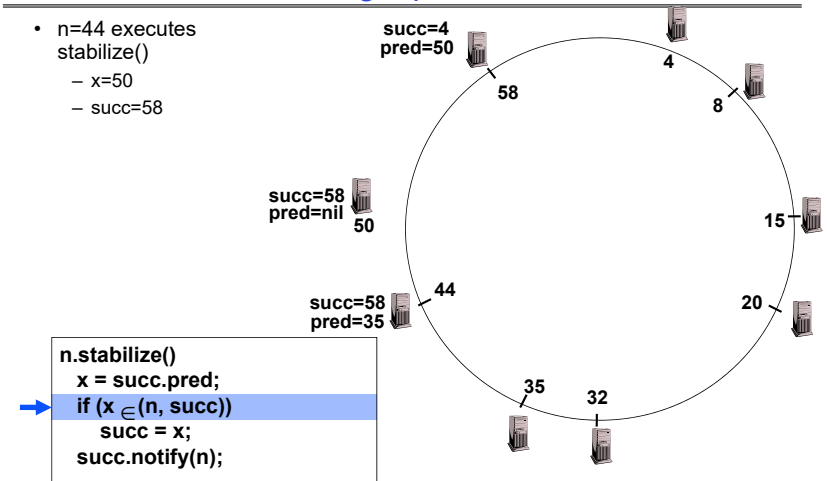 • n=44 executes
stabilize()
– x=50
– succ=58
succ=4
pred=50
58
4
8
15
20
32
35
44
succ=58
pred=35
succ=58
pred=nil
50
n.stabilize()
x = succ.pred;
if (x ∈ (n, succ))
succ = x;
succ.notify(n);